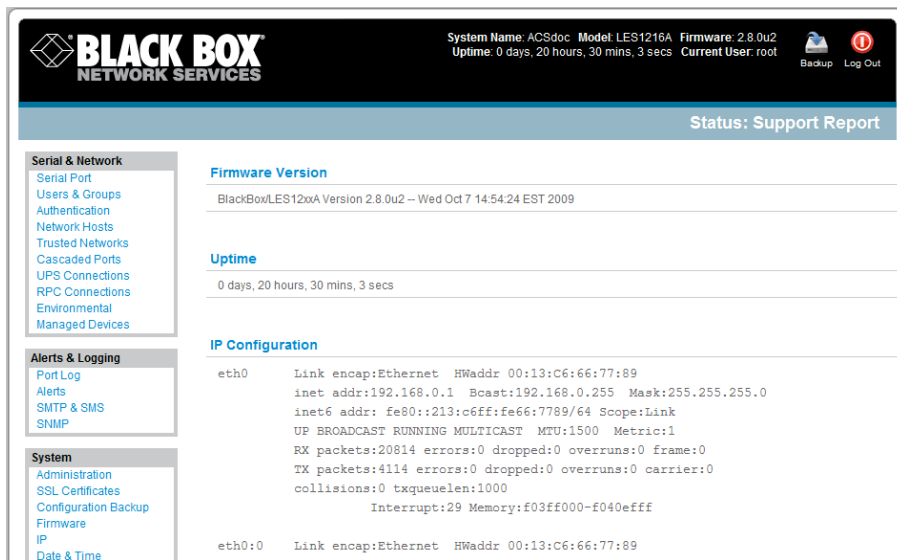 BLACK BOX
NETWORK SERVICES
System Name: ACSdoc Model: LES1216A Firmware: 2.8.0u2
Uptime: 0 days, 20 hours, 30 mins, 3 secs Current User: root
Backup
Log Out
Status: Support Report
Serial & Network
Serial Port
Users & Groups
Authentication
Network Hosts
Trusted Networks
Cascaded Ports
UPS Connections
RPC Connections
Environmental
Managed Devices
Alerts & Logging
Port Log
Alerts
SMTP & SMS
SNMP
System
Administration
SSL Certificates
Configuration Backup
Firmware
IP
Date & Time
Firmware Version
BlackBox/LES12xxA Version 2.8.0u2 -- Wed Oct 7 14:54:24 EST 2009
Uptime
0 days, 20 hours, 30 mins, 3 secs
IP Configuration
eth0 Link encap:Ethernet HWaddr 00:13:C6:66:77:89
inet addr:192.168.0.1 Bcast:192.168.0.255 Mask:255.255.255.0
inet6 addr: fe80::213:c6ff:fe66:7789/64 Scope:Link
UP BROADCAST RUNNING MULTICAST MTU:1500 Metric:1
RX packets:20814 errors:0 dropped:0 overruns:0 frame:0
TX packets:4114 errors:0 dropped:0 overruns:0 carrier:0
collisions:0 txqueuelen:1000
Interrupt:29 Memory:f03ff000-f040efff
eth0:0 Link encap:Ethernet HWaddr 00:13:C6:66:77:89